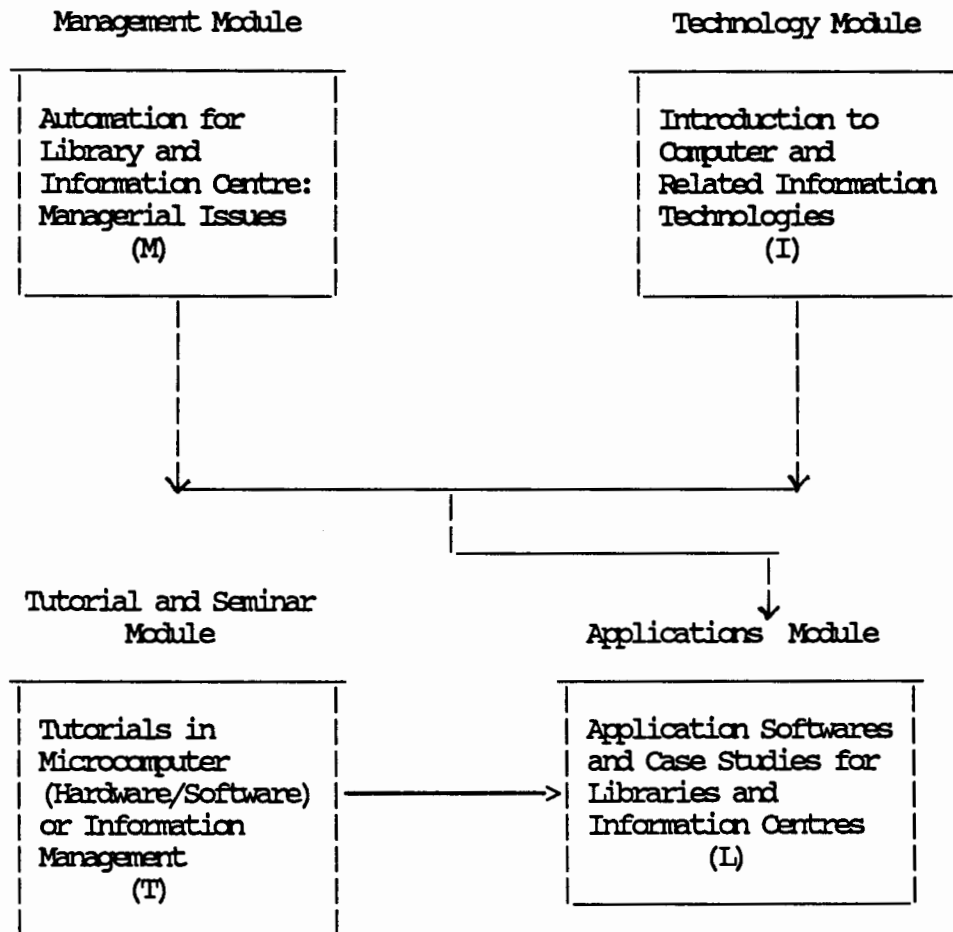 Management Module
Automation for
Library and
Information Centre:
Managerial Issues
(M)
Technology Module
Introduction to
Computer and
Related Information
Technologies
(I)
Tutorial and Seminar
Module
Tutorials in
Microcomputer
(Hardware/Software)
or Information
Management
(T)
Applications Module
Application Softwares
and Case Studies for
Libraries and
Information Centres
(L)